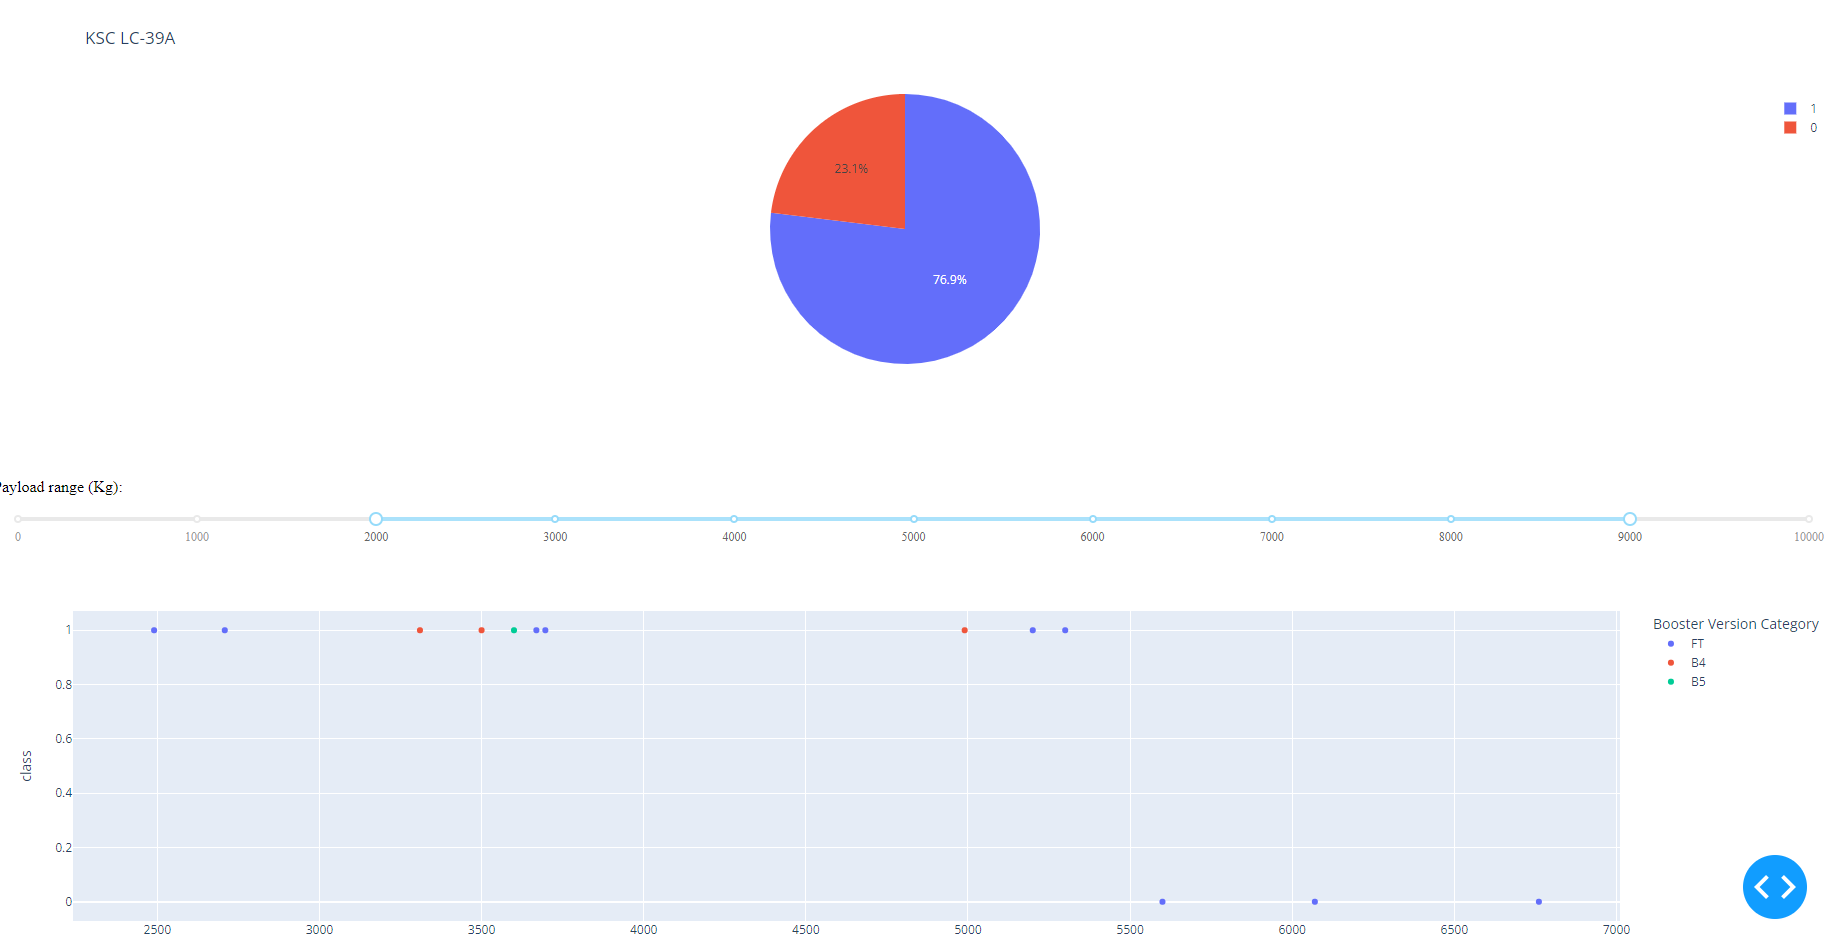 KSC LC-39A
1
0
23.1%
76.9%
Payload range (Kg):
0 1000 2000 3000 4000 5000 6000 7000 8000 9000 10000
Booster Version Category
FT
B4
B5
1
0.8
0.6
0.4
0.2
0
class
2500 3000 3500 4000 4500 5000 5500 6000 6500 7000